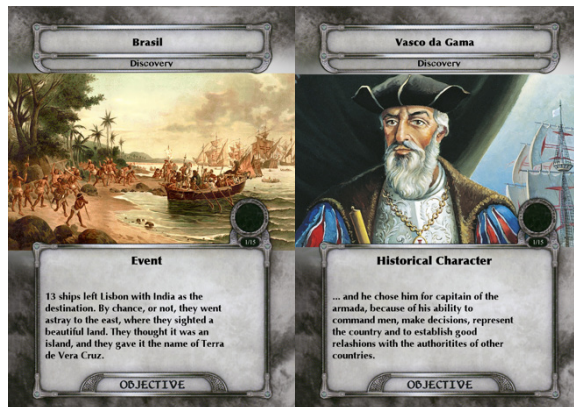 Brasil
Discovery
1/15
Event
13 ships left Lisbon with India as the
destination. By chance, or not, they went
astray to the east, where they sighted a
beautiful land. They thought it was an
island, and they gave it the name of Terra
de Vera Cruz.
OBJECTIVE
Vasco da Gama
Discovery
1/15
Historical Character
... and he chose him for capitain of the
armada, because of his ability to
command men, make decisions, represent
the country and to establish good
relashions with the authoritites of other
countries.
OBJECTIVE